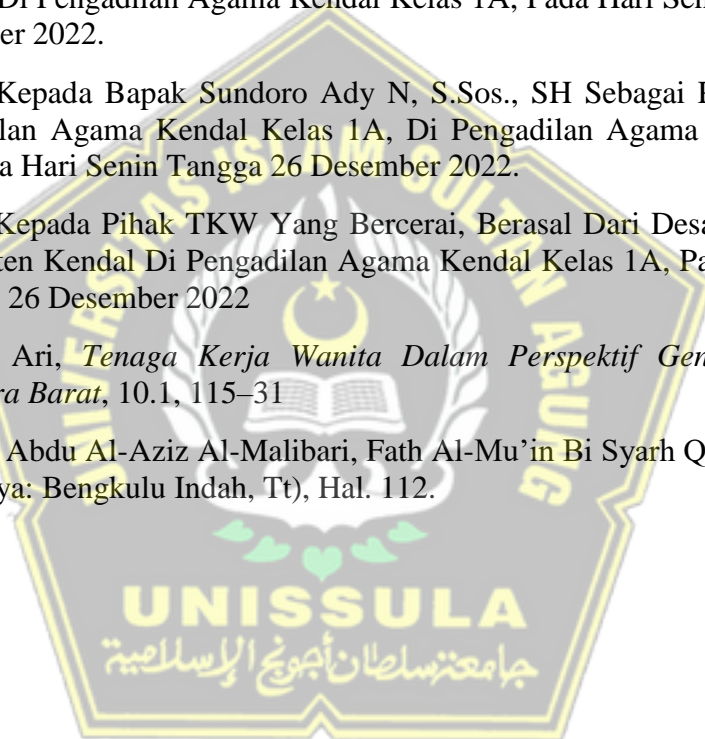 Di Pengadilan Agama Kendal Kelas 1A, Pada Hari Sen
er 2022.
Kepada Bapak Sundoro Ady N, S.Sos., SH Sebagai
lan Agama Kendal Kelas 1A, Di Pengadilan Agama
a Hari Senin Tangga 26 Desember 2022.
Kepada Pihak TKW Yang Bercerai, Berasal Dari Desa
ten Kendal Di Pengadilan Agama Kendal Kelas 1A, Pa
26 Desember 2022
Ari, Tenaga Kerja Wanita Dalam Perspektif Gen
ra Barat, 10.1, 115–31
Abdu Al-Aziz Al-Malibari, Fath Al-Mu’in Bi Syarh Q
ya: Bengkulu Indah, Tt), Hal. 112.
UNIVERSITAS ISLAM SULTAN AGUNG
UNISSULA
جامعة سلطان أجونج الإسلامية